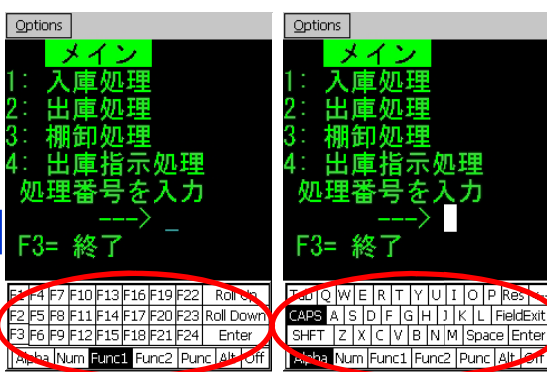 Options
メイン
1: 入庫処理
2: 出庫処理
3: 棚卸処理
4: 出庫指示処理
処理番号を入力
---> _
F3= 終了
F1 F4 F7 F10 F13 F16 F19 F22 Roll Up
F2 F5 F8 F11 F14 F17 F20 F23 Roll Down
F3 F6 F9 F12 F15 F18 F21 F24 Enter
Alpha Num Func1 Func2 Punc Alt Off
Options
メイン
1: 入庫処理
2: 出庫処理
3: 棚卸処理
4: 出庫指示処理
処理番号を入力
--->
F3= 終了
Tab Q W E R T Y U I O P Res
CAPS A S D F G H J K L FieldExit
SHFT Z X C V B N M Space Enter
Alpha Num Func1 Func2 Punc Alt Off